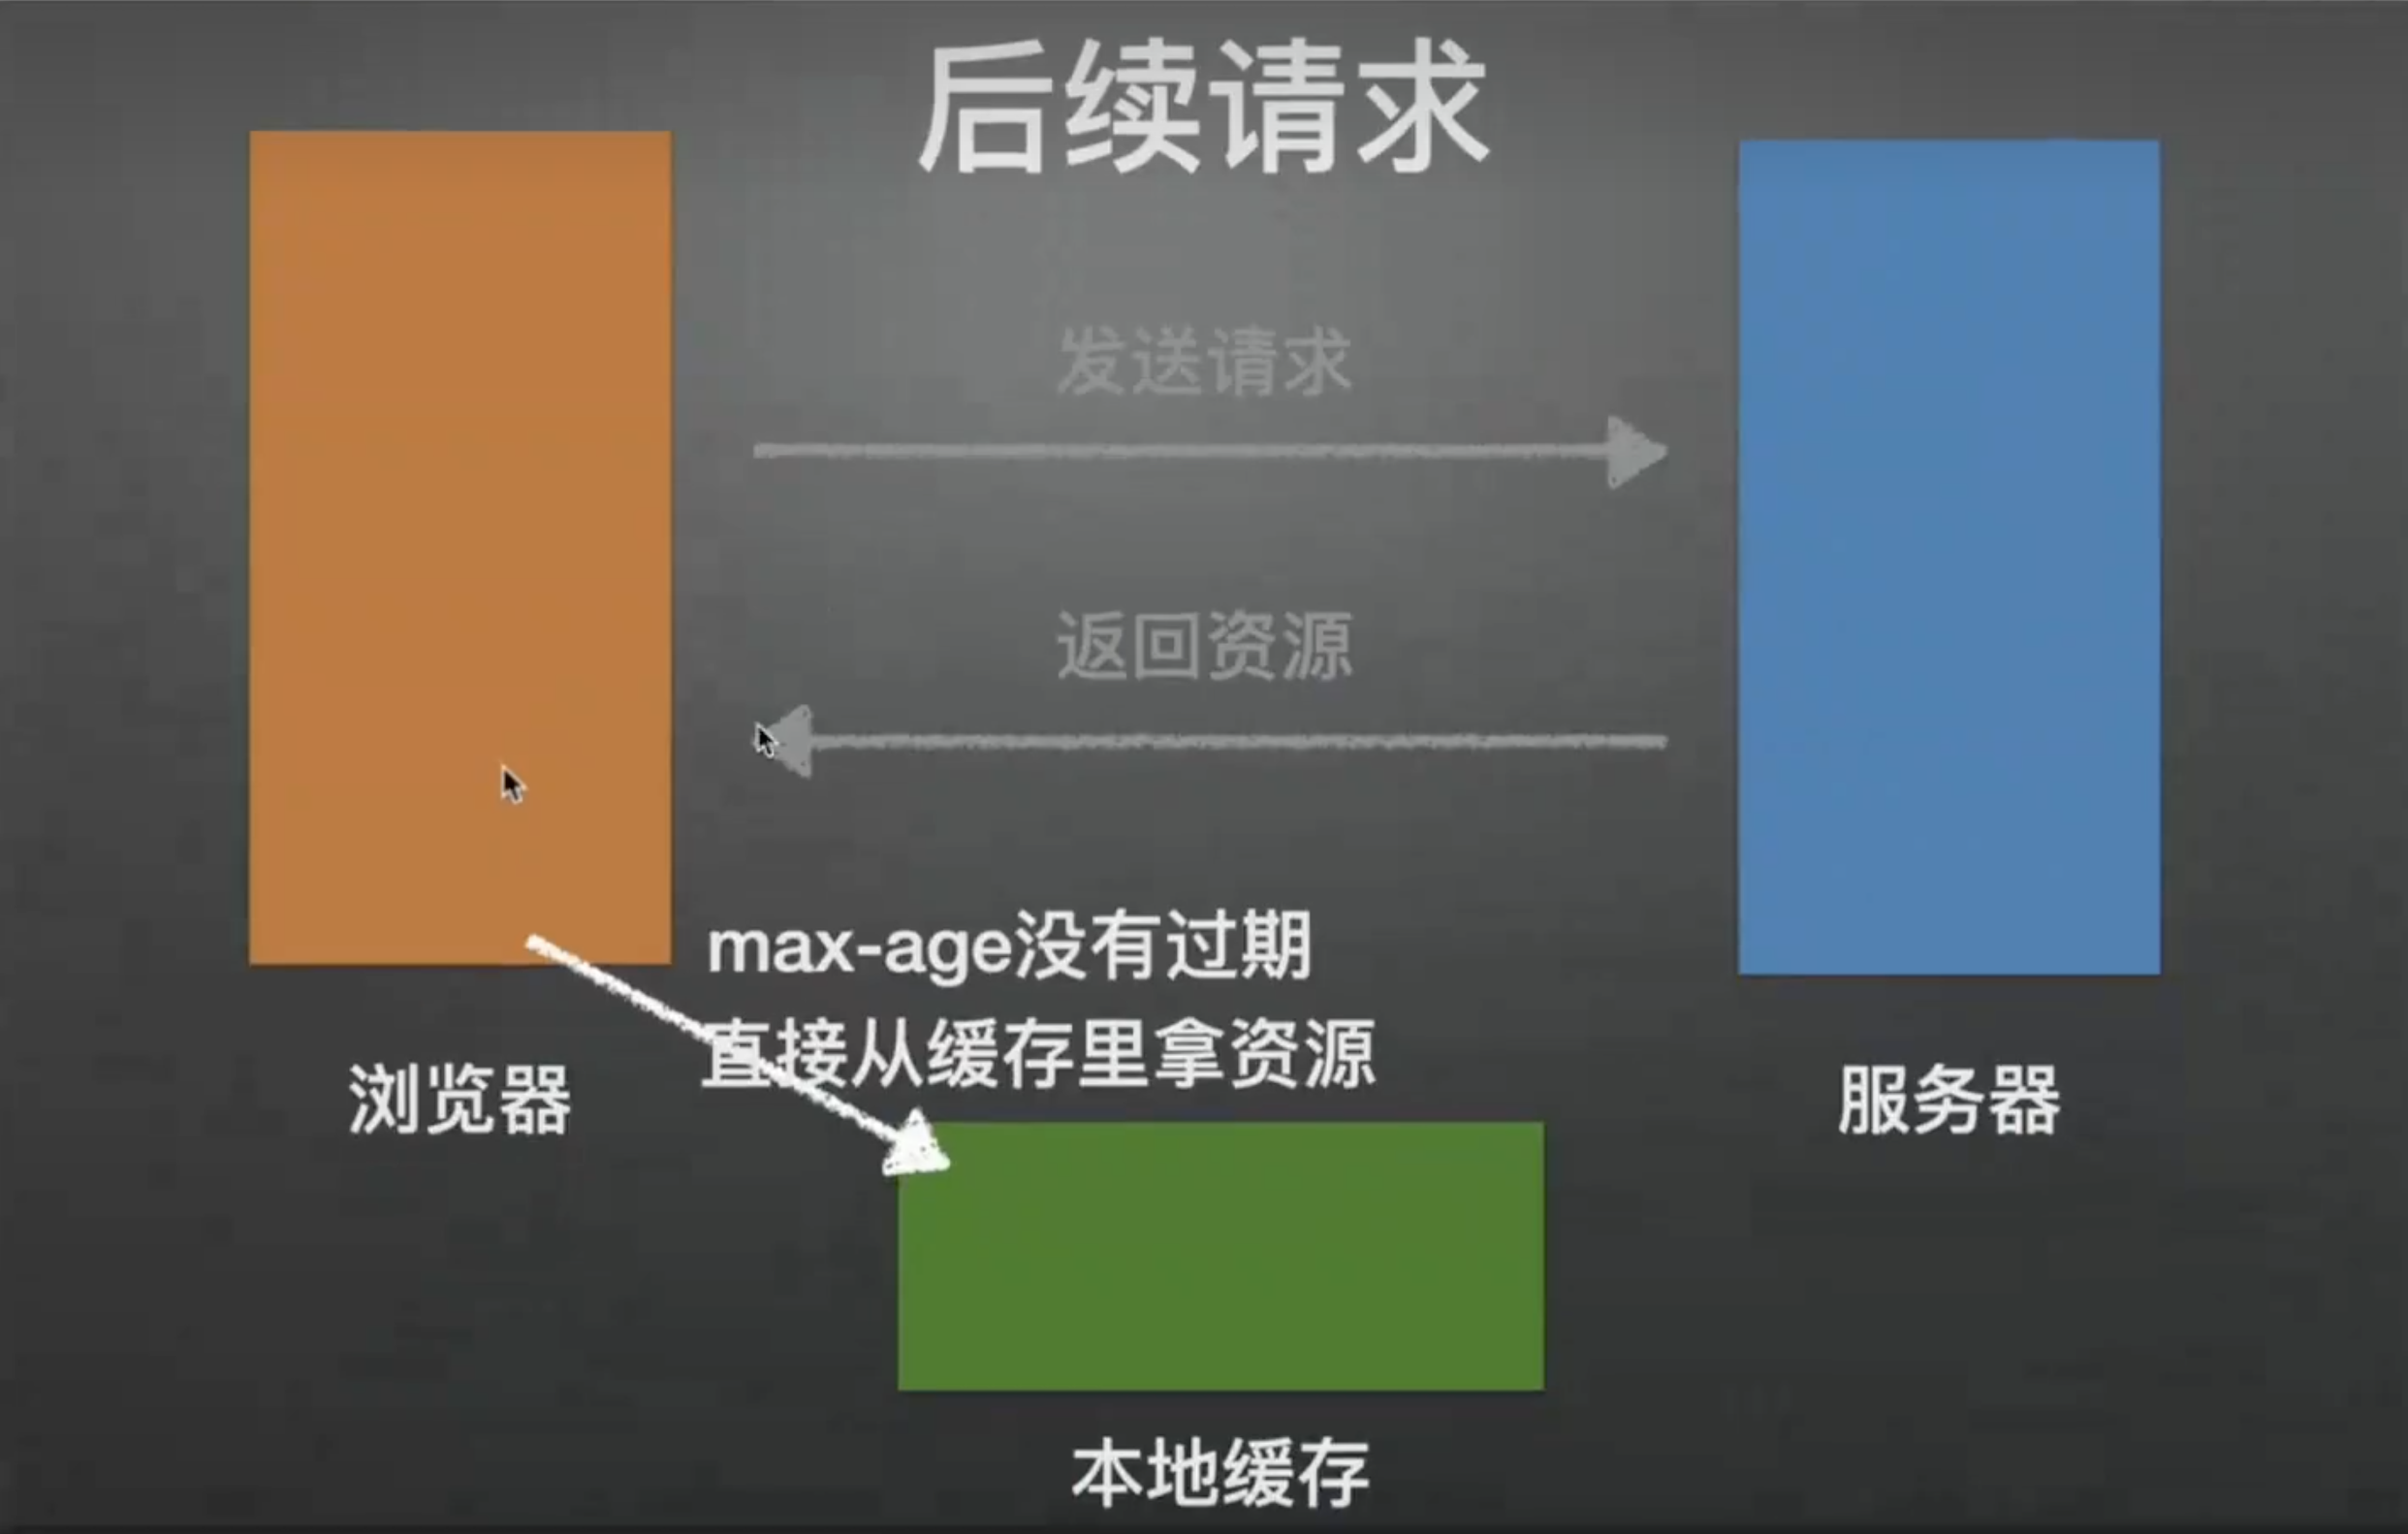 后续请求
发送请求
返回资源
max-age没有过期
直接从缓存里拿资源
浏览器
服务器
本地缓存